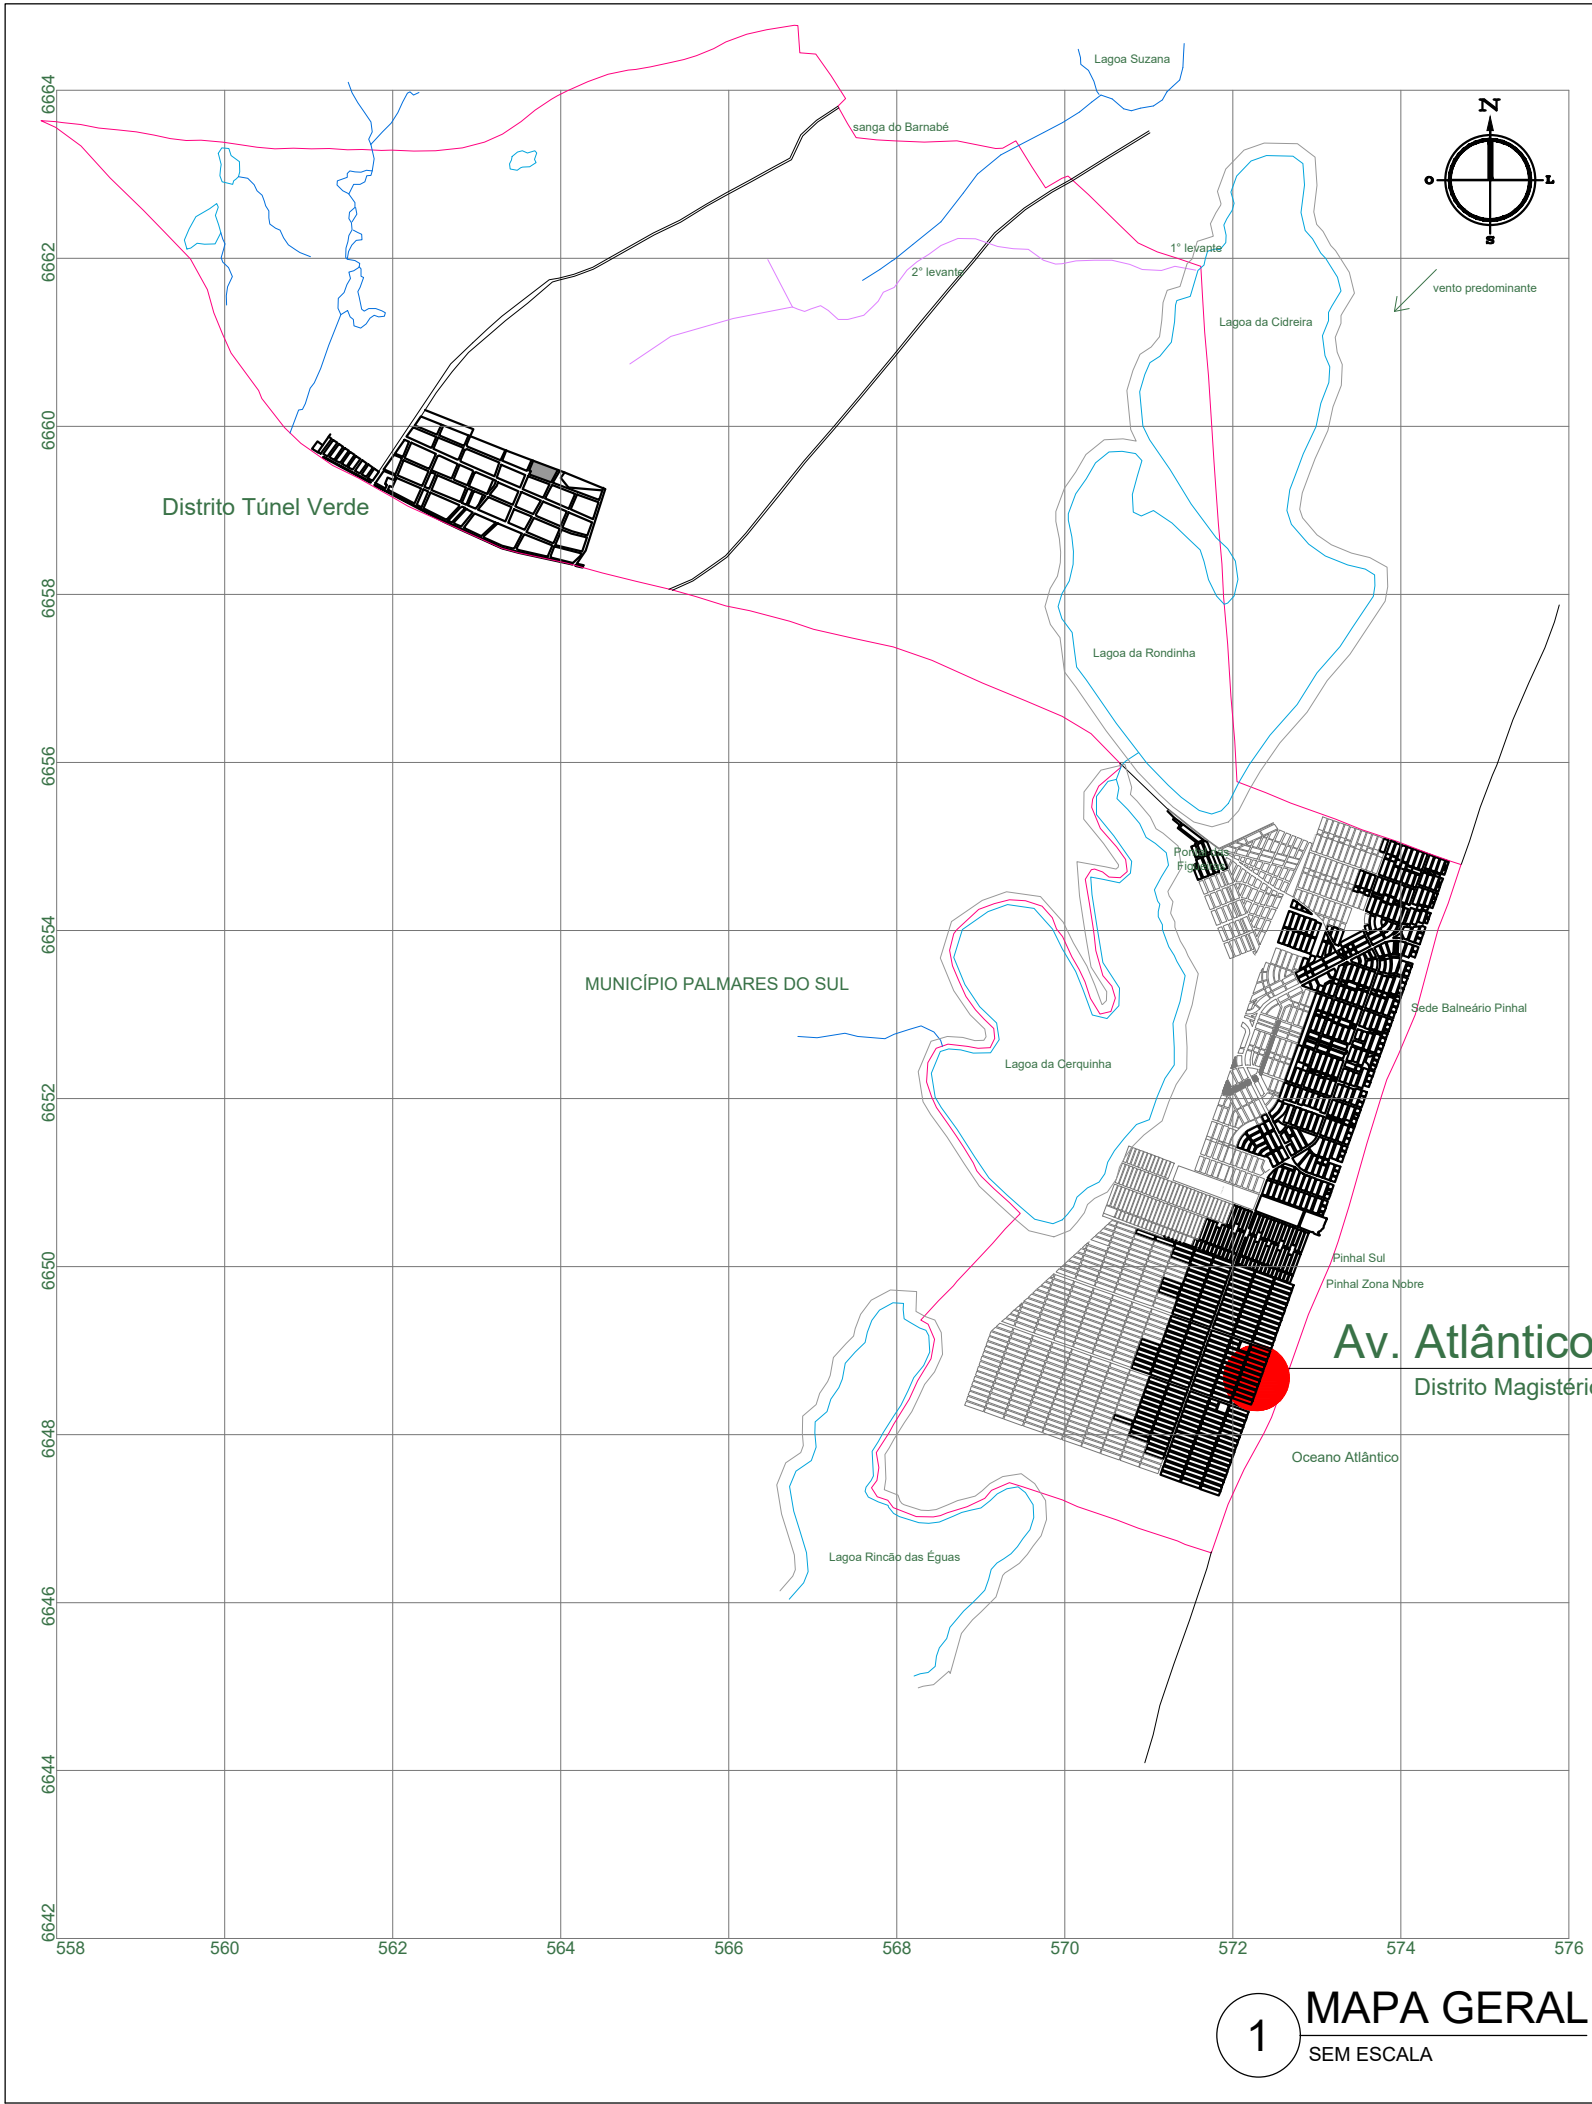 Lagoa Suzana
6664
N
sanga do Barnabé
O
L
S
1° levante
6662
2° levante
vento predominante
Lagoa da Cidreira
6660
Distrito Túnel Verde
6658
Lagoa da Rondinha
6656
6654
MUNICÍPIO PALMARES DO SUL
Sede Balneário Pinhal
Lagoa da Cerquinha
6652
Pinhal Sul
6650
Pinhal Zona Nobre
Av. Atlântico
Distrito Magistéri
6648
Oceano Atlântico
Lagoa Rincão das Éguas
6646
6644
6642
558
560
562
564
566
568
570
572
574
576
1
MAPA GERAL
SEM ESCALA